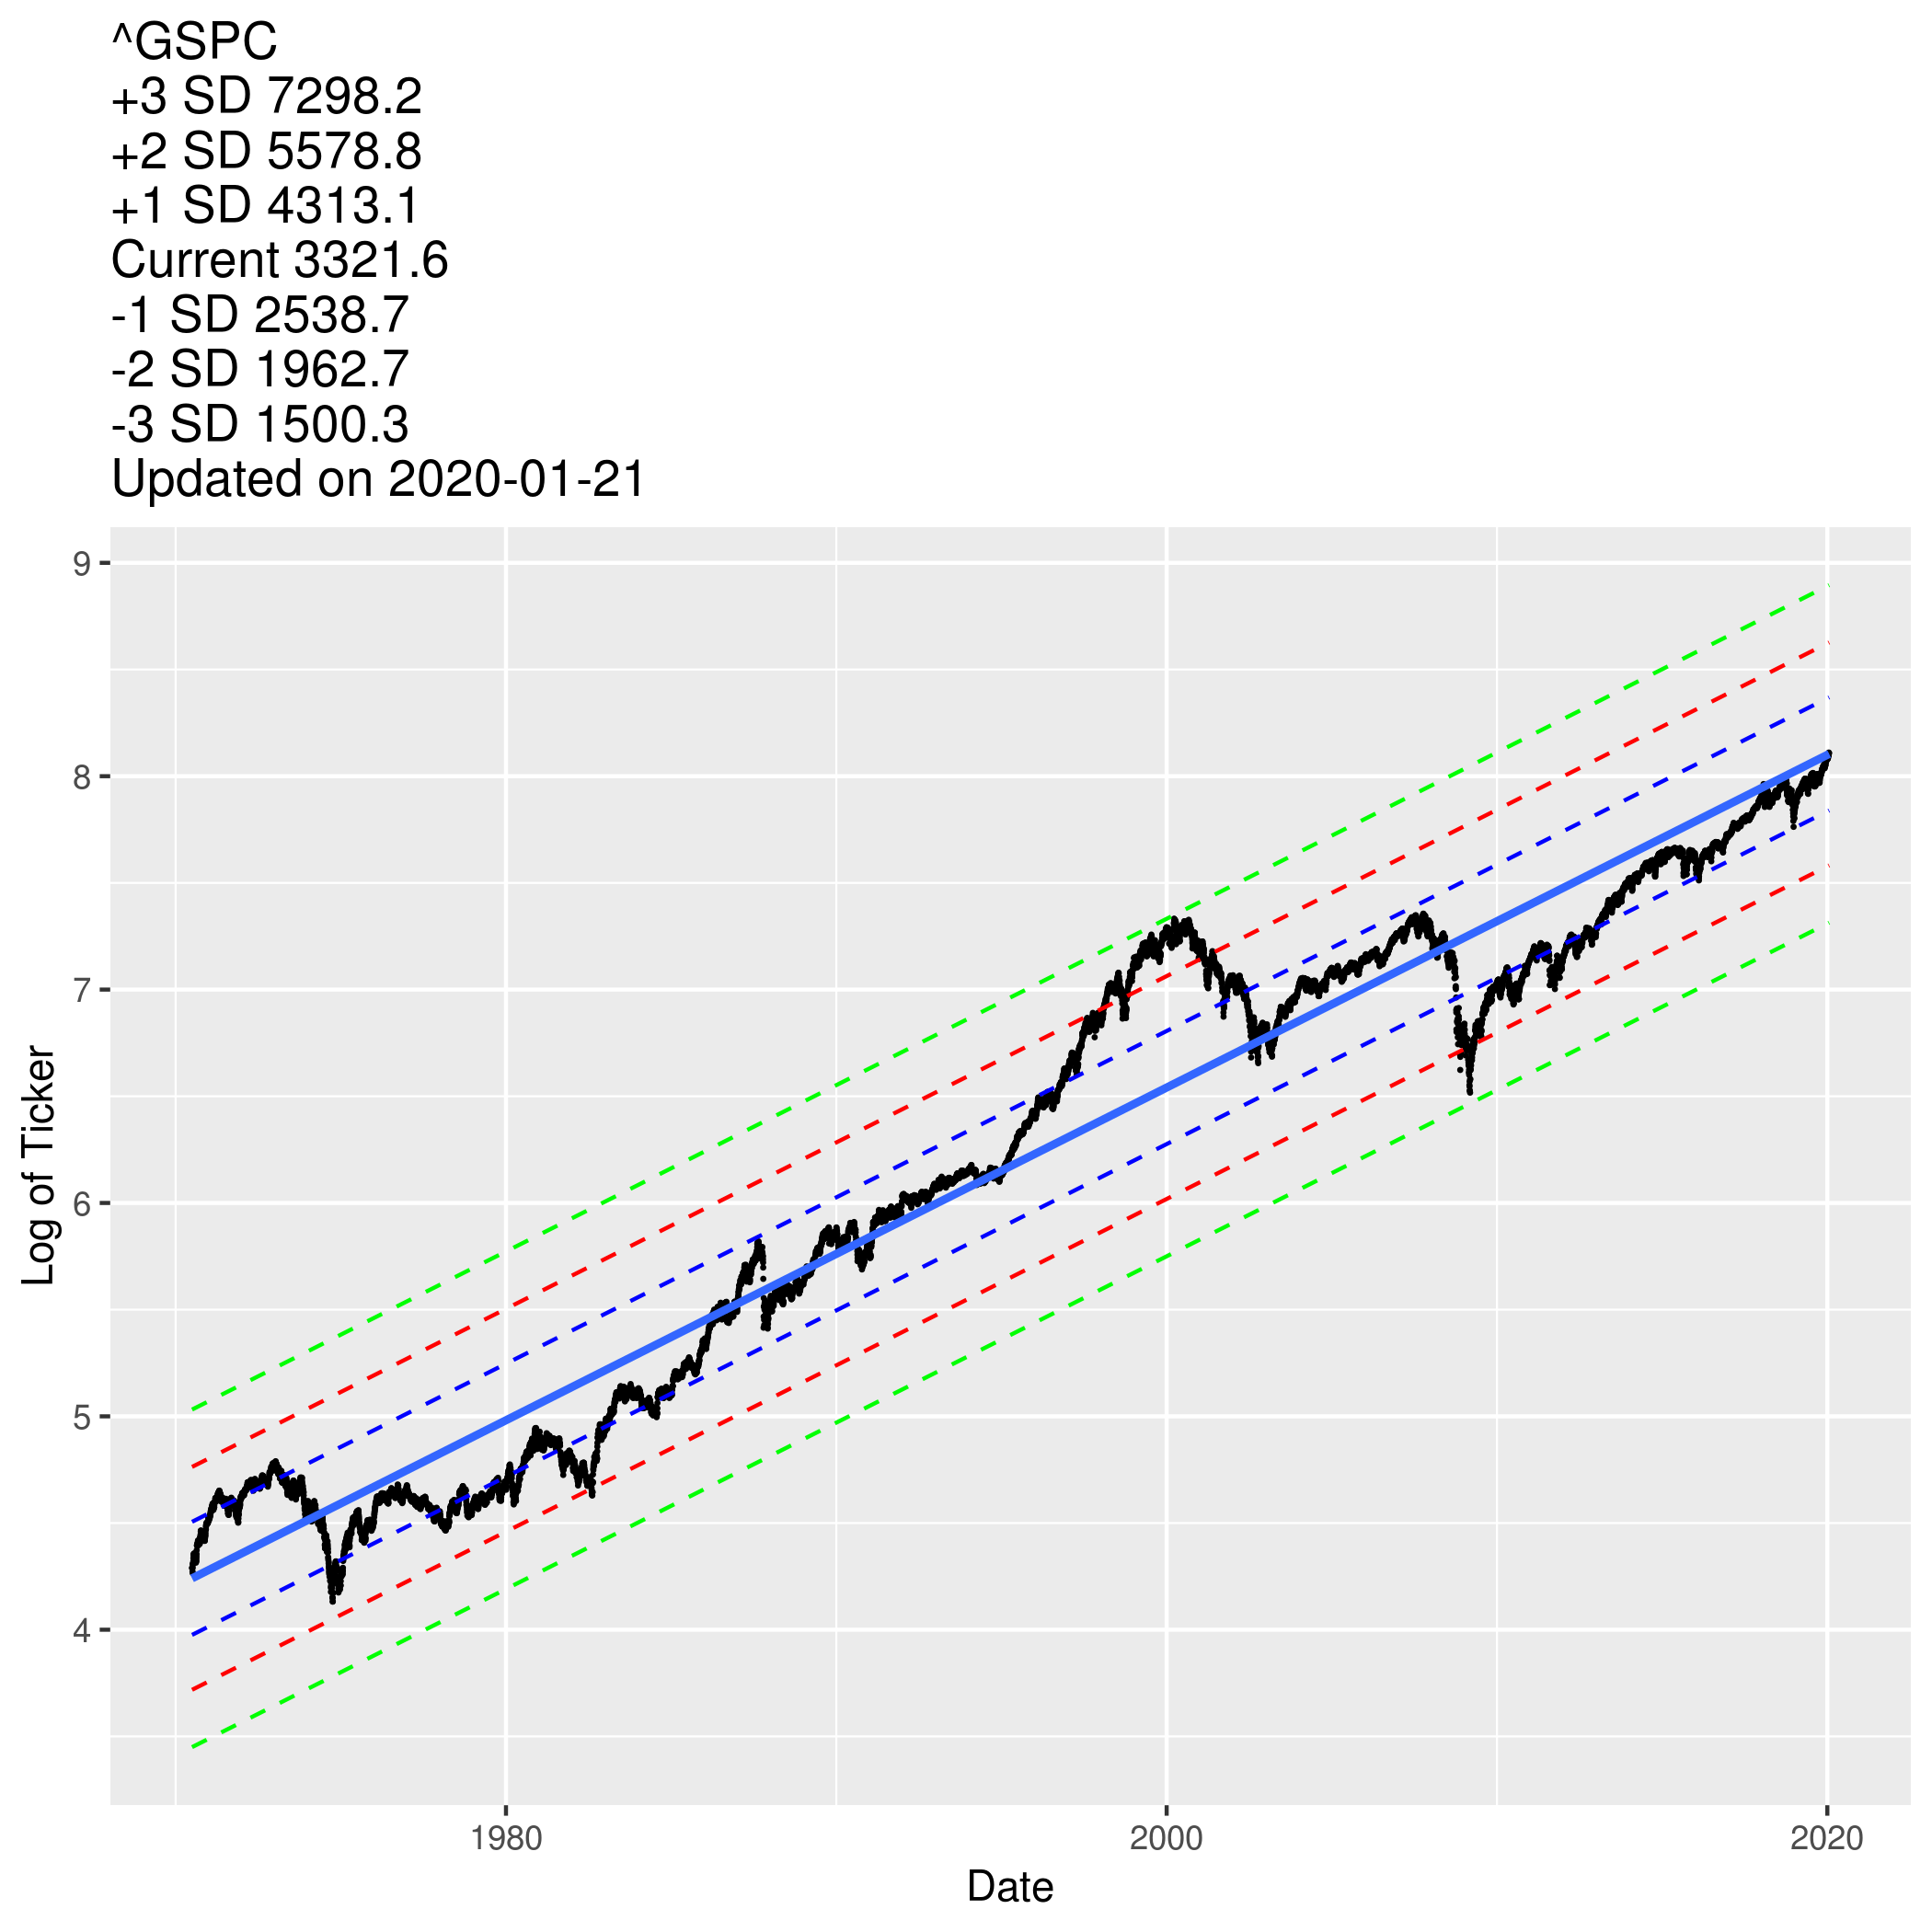 ^GSPC
+3 SD 7298.2
+2 SD 5578.8
+1 SD 4313.1
Current 3321.6
-1 SD 2538.7
-2 SD 1962.7
-3 SD 1500.3
Updated on 2020-01-21
9
8
7
6
5
4
Log of Ticker
1980
2000
2020
Date